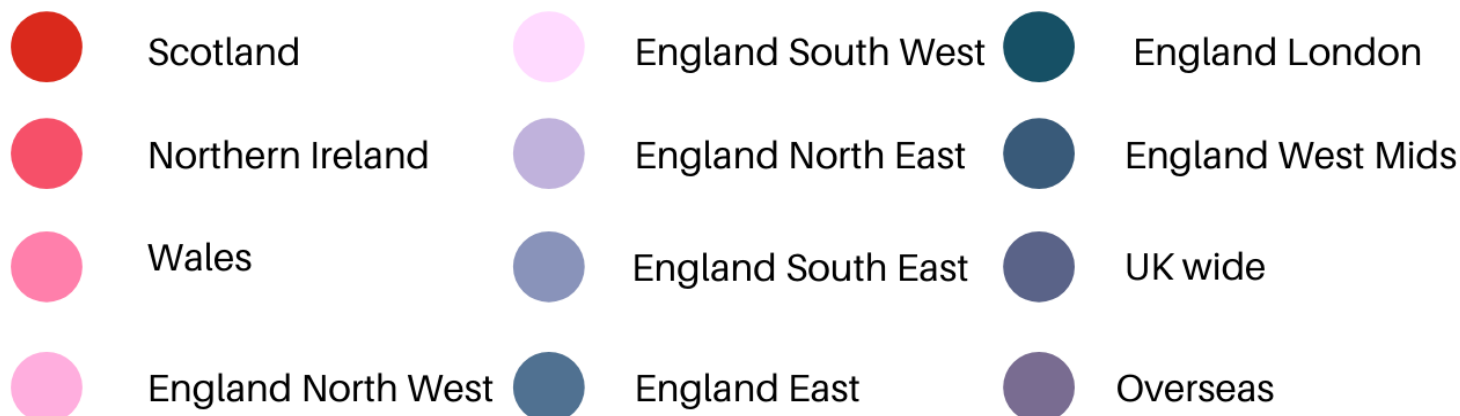 Scotland
Northern Ireland
Wales
England North West
England South West
England North East
England South East
England East
England London
England West Mids
UK wide
Overseas